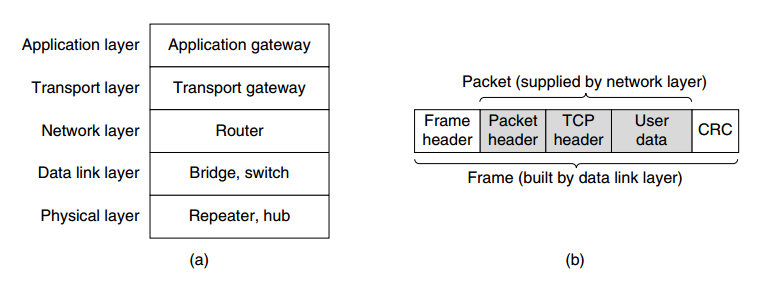 Application layer Application gateway
Transport layer Transport gateway
Network layer Router
Data link layer Bridge, switch
Physical layer Repeater, hub
(a)
Packet (supplied by network layer)
Frame header
Packet header
TCP header
User data
CRC
Frame (built by data link layer)
(b)